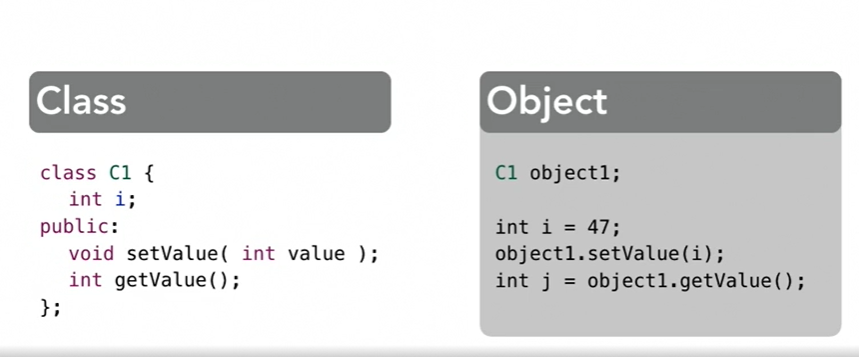 Class
class C1 {
int i;
public:
void setValue( int value );
int getValue();
};
Object
C1 object1;
int i = 47;
object1.setValue(i);
int j = object1.getValue();